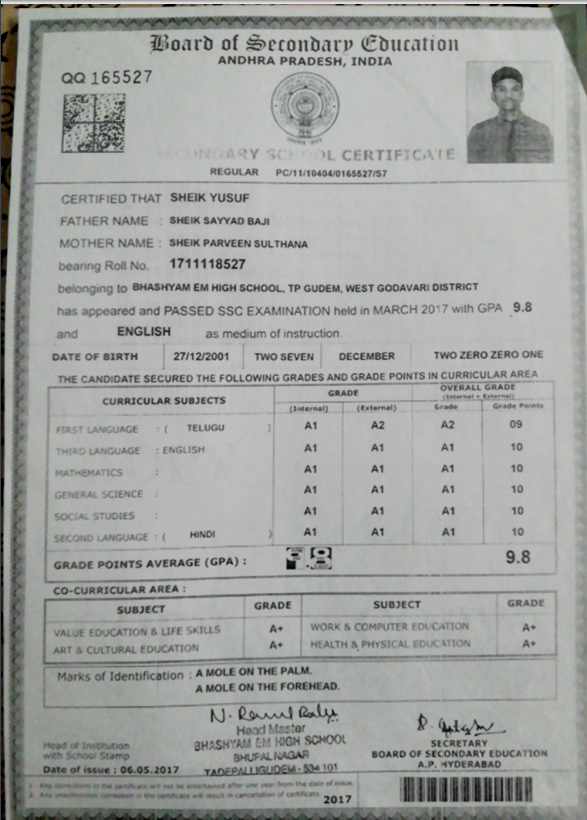 Board of Secondary Education
ANDHRA PRADESH, INDIA
QQ 165527
SECONDARY SCHOOL CERTIFICATE
REGULAR PC/11/10404/0165527/S7
CERTIFIED THAT SHEIK YUSUF
FATHER NAME : SHEIK SAYYAD BAJI
MOTHER NAME : SHEIK PARVEEN SULTHANA
bearing Roll No. 1711118527
belonging to BHASHYAM EM HIGH SCHOOL, TP GUDEM, WEST GODAVARI DISTRICT
has appeared and PASSED SSC EXAMINATION held in MARCH 2017 with GPA 9.8
and ENGLISH as medium of instruction
DATE OF BIRTH 27/12/2001 TWO SEVEN DECEMBER TWO ZERO ZERO ONE
THE CANDIDATE SECURED THE FOLLOWING GRADES AND GRADE POINTS IN CURRICULAR AREA
CURRICULAR SUBJECTS GRADE OVERALL GRADE
(Internal + External)
(Internal) (External) Grade Grade Points
FIRST LANGUAGE : ( TELUGU ) A1 A2 A2 09
THIRD LANGUAGE : ENGLISH A1 A1 A1 10
MATHEMATICS : A1 A1 A1 10
GENERAL SCIENCE : A1 A1 A1 10
SOCIAL STUDIES : A1 A1 A1 10
SECOND LANGUAGE : ( HINDI ) A1 A1 A1 10
GRADE POINTS AVERAGE (GPA) : 9.8
CO-CURRICULAR AREA :
SUBJECT GRADE SUBJECT GRADE
VALUE EDUCATION & LIFE SKILLS A+ WORK & COMPUTER EDUCATION A+
ART & CULTURAL EDUCATION A+ HEALTH & PHYSICAL EDUCATION A+
Marks of Identification : A MOLE ON THE PALM.
A MOLE ON THE FOREHEAD.
Head of Institution
with School Stamp
Head Master
BHASHYAM EM HIGH SCHOOL
BHUPAL NAGAR
TADEPALLIGUDEM - 534 101
SECRETARY
BOARD OF SECONDARY EDUCATION
A.P. HYDERABAD
Date of issue : 06.05.2017
1. Any corrections in the certificate will not be entertained after one year from the date of issue.
2. Any unauthorised correction in the certificate will result in cancellation of certificate.
2017